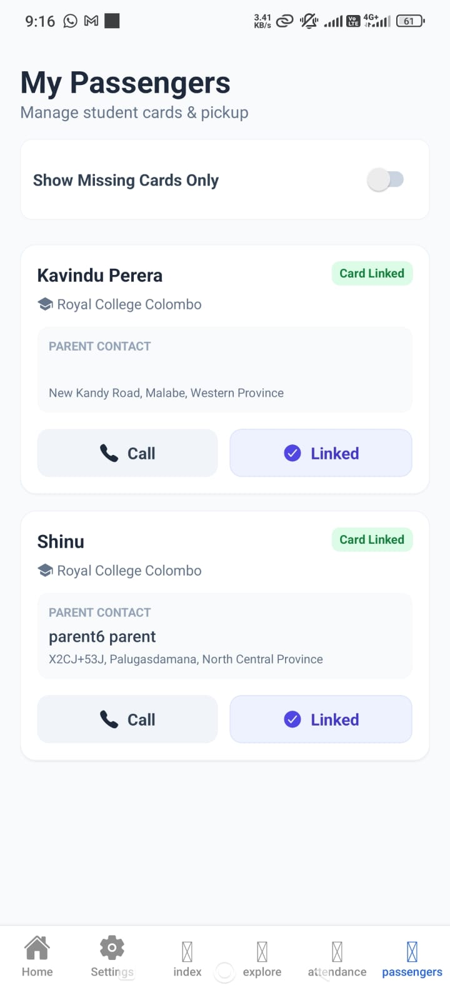 9:16
3.41
KB/s
Vo
LTE
4G+
61
My Passengers
Manage student cards & pickup
Show Missing Cards Only
Kavindu Perera
Card Linked
Royal College Colombo
PARENT CONTACT
New Kandy Road, Malabe, Western Province
Call
Linked
Shinu
Card Linked
Royal College Colombo
PARENT CONTACT
parent6 parent
X2CJ+53J, Palugasdamana, North Central Province
Call
Linked
Home
Settings
index
explore
attendance
passengers